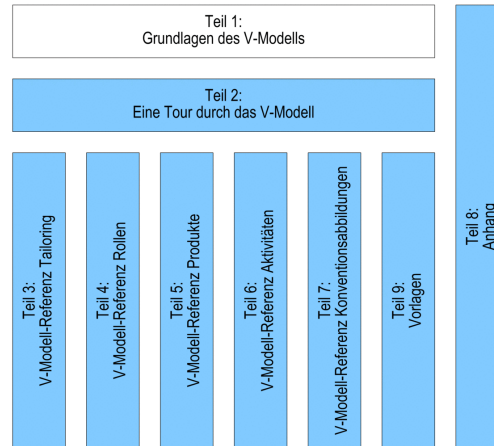 Teil 1:
Grundlagen des V-Modells
Teil 2:
Eine Tour durch das V-Modell
Teil 3:
V-Modell-Referenz Tailoring
Teil 4:
V-Modell-Referenz Rollen
Teil 5:
V-Modell-Referenz Produkte
Teil 6:
V-Modell-Referenz Aktivitäten
Teil 7:
V-Modell-Referenz Konventionsabbildungen
Teil 9:
Vorlagen
Teil 8:
Anhang